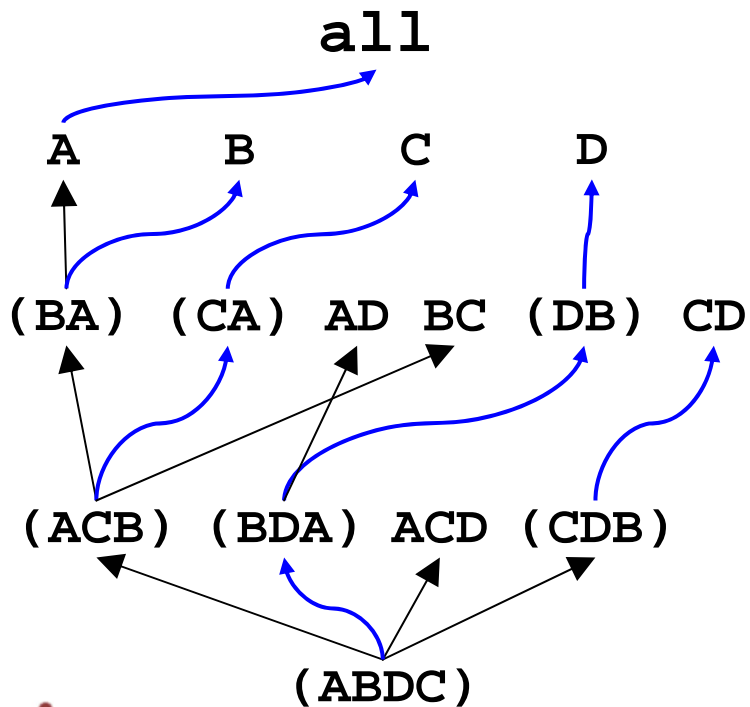 all
A B C D
(BA) (CA) AD BC (DB) CD
(ACB) (BDA) ACD (CDB)
(ABDC)